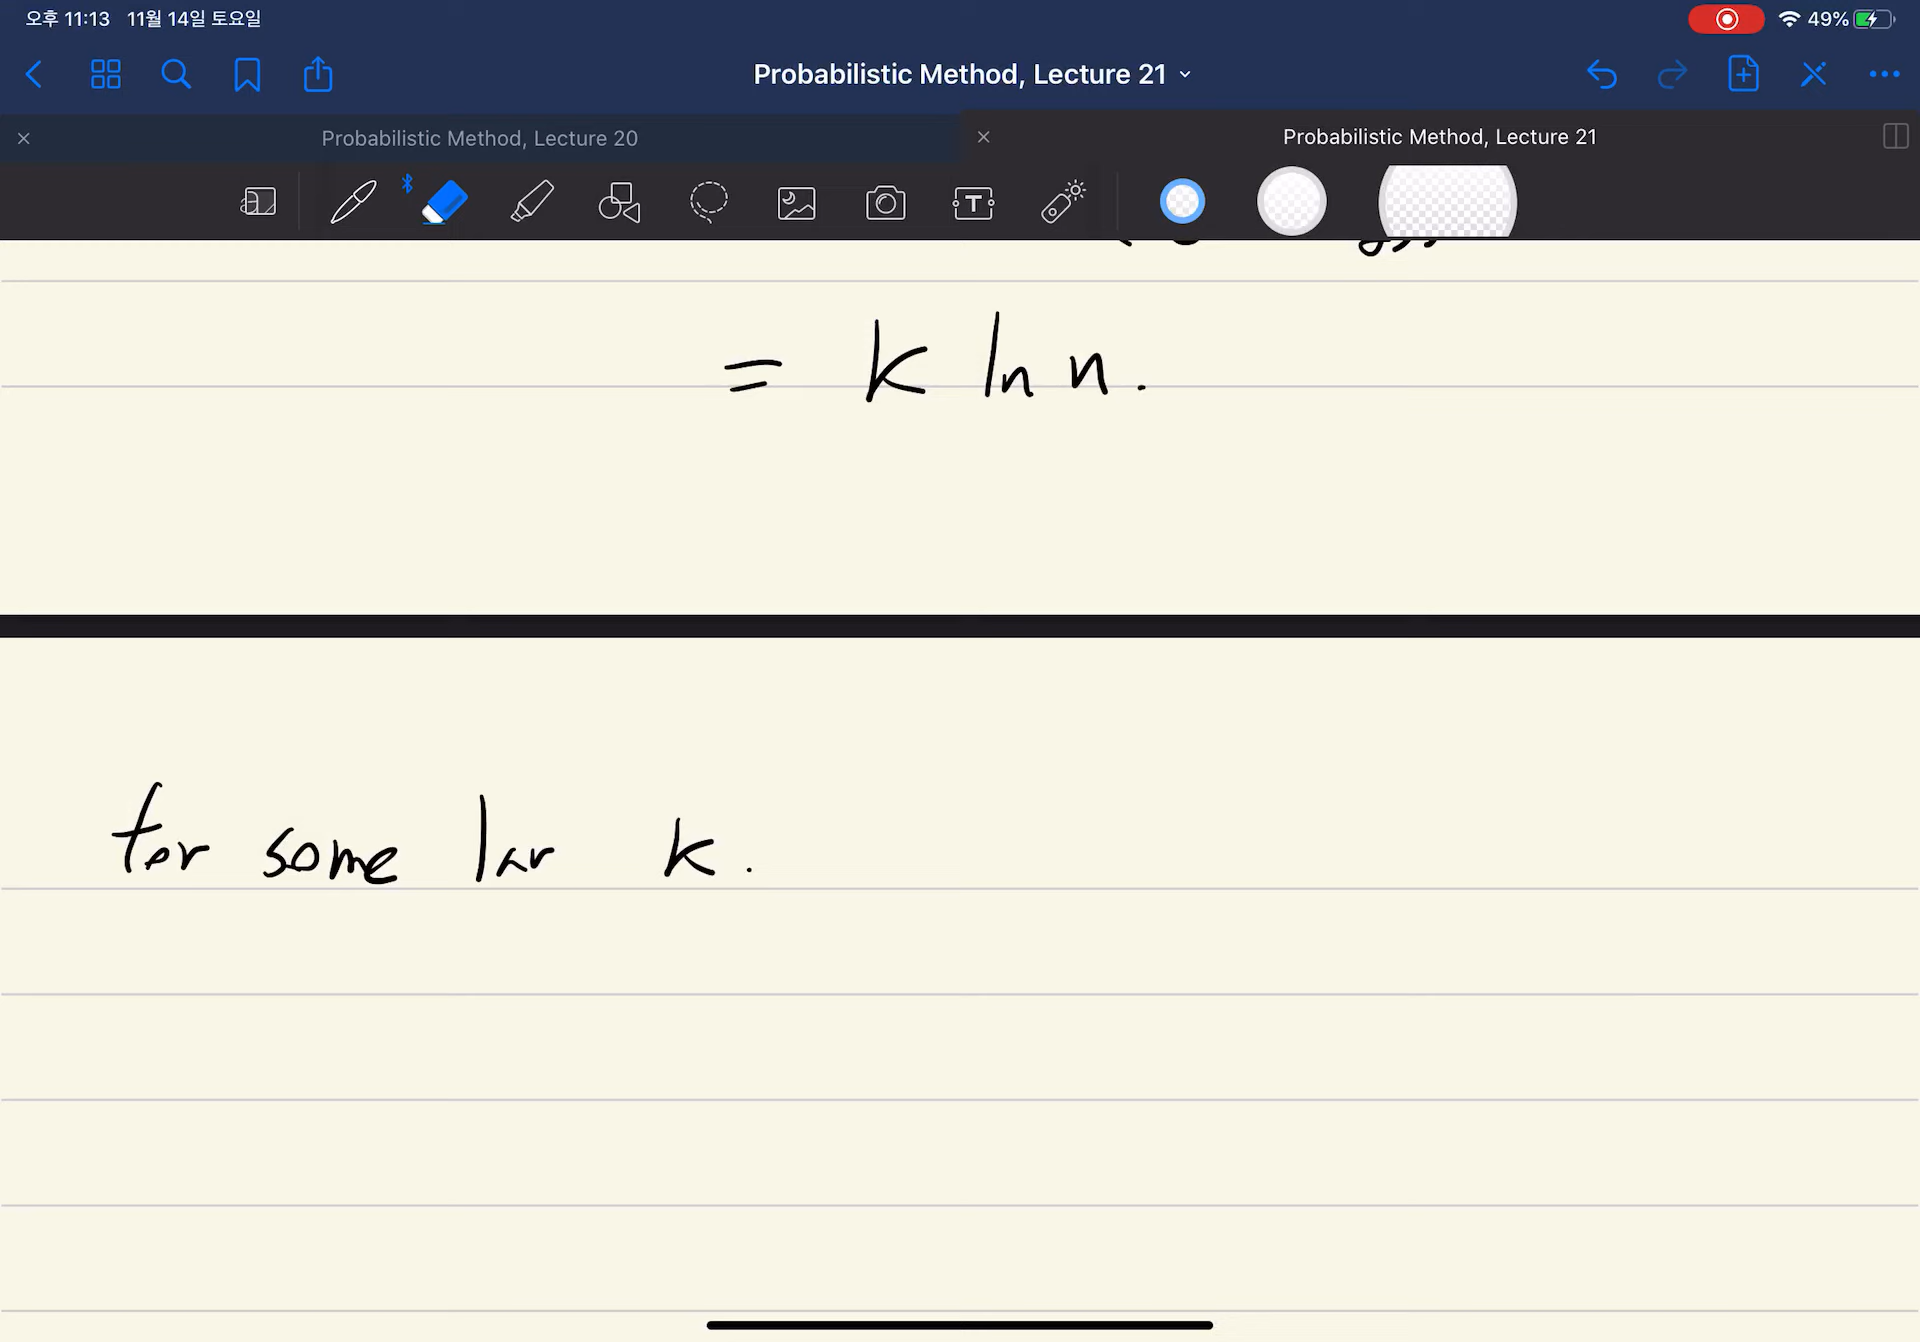 오후 11:13 11월 14일 토요일 49%
Probabilistic Method, Lecture 21
Probabilistic Method, Lecture 20 Probabilistic Method, Lecture 21
T
= k ln n.
for some lar k.